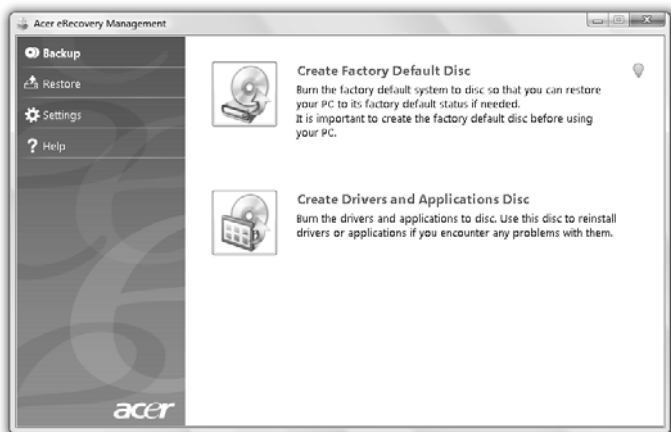 Acer eRecovery Management
Backup
Restore
Settings
? Help
Create Factory Default Disc
Burn the factory default system to disc so that you can restore
your PC to its factory default status if needed.
It is important to create the factory default disc before using
your PC.
Create Drivers and Applications Disc
Burn the drivers and applications to disc. Use this disc to reinstall
drivers or applications if you encounter any problems with them.
acer